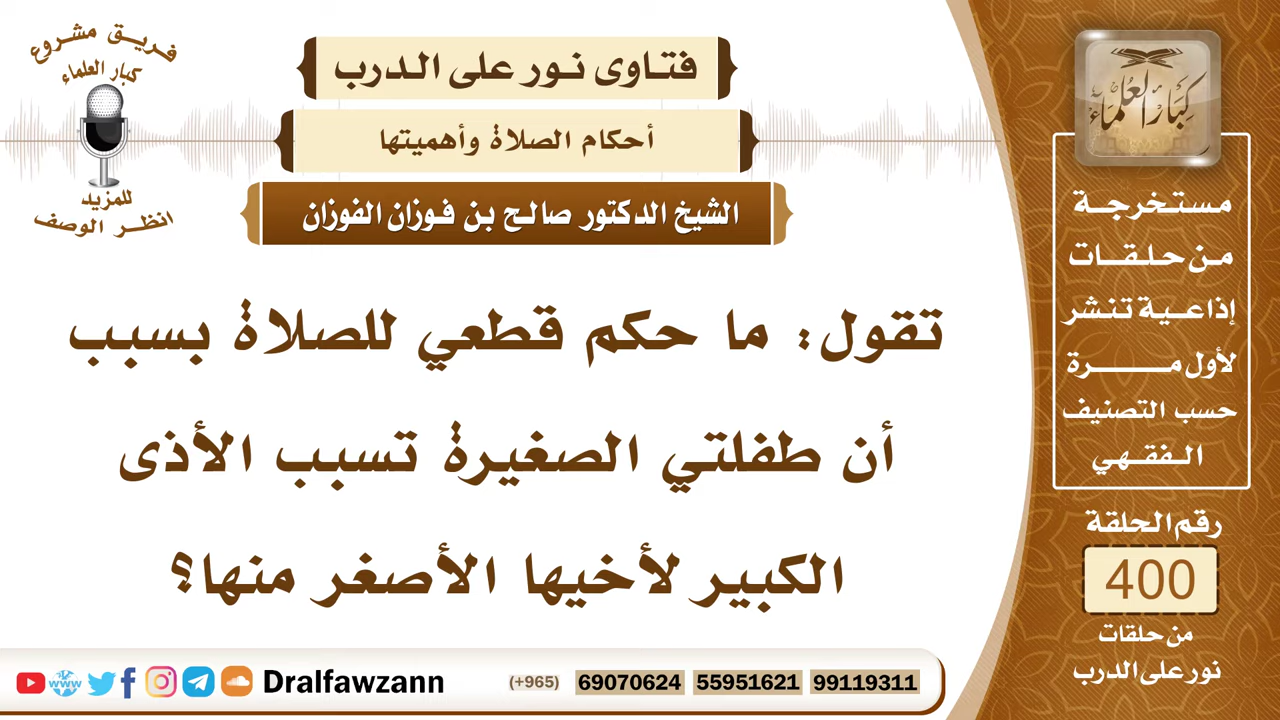 فريق مشروع
كبار العلماء
للمزيد
انظر الوصف
فتاوى نور على الدرب
أحكام الصلاة وأهميتها
الشيخ الدكتور صالح بن فوزان الفوزان
تقول: ما حكم قطعي للصلاة بسبب
أن طفلتي الصغيرة تسبب الأذى
الكبير لأخيها الأصغر منها؟
كبار العلماء
مستخرجة
من حلقات
إذاعية تنشر
لأول مرة
حسب التصنيف
الفقهي
رقم الحلقة
400
من حلقات
نور على الدرب
www Dralfawzann (+965) 69070624 55951621 99119311